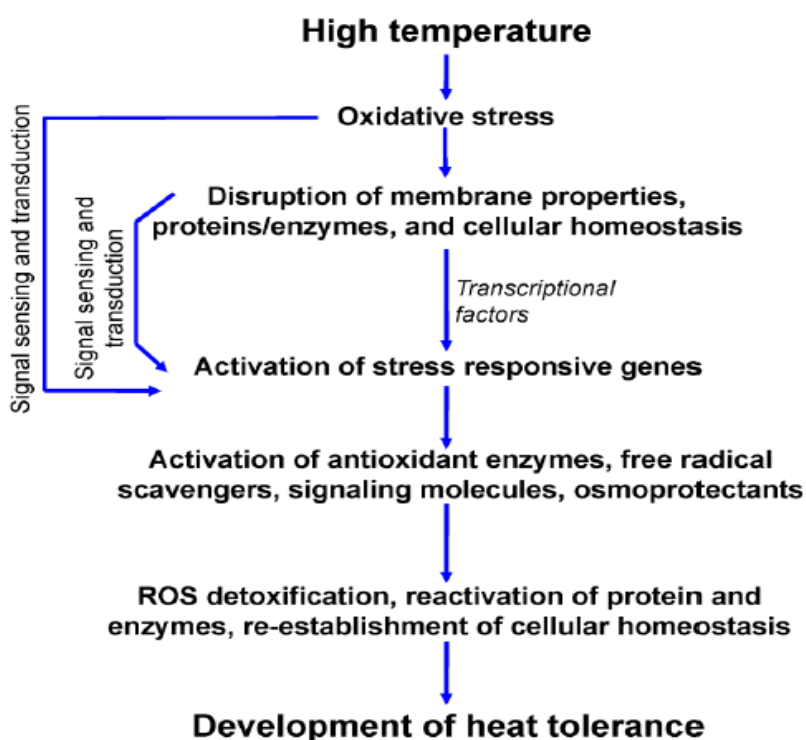 High temperature
Oxidative stress
Disruption of membrane properties,
proteins/enzymes, and cellular homeostasis
Signal sensing and transduction
Signal sensing and
transduction
Transcriptional
factors
Activation of stress responsive genes
Activation of antioxidant enzymes, free radical
scavengers, signaling molecules, osmoprotectants
ROS detoxification, reactivation of protein and
enzymes, re-establishment of cellular homeostasis
Development of heat tolerance